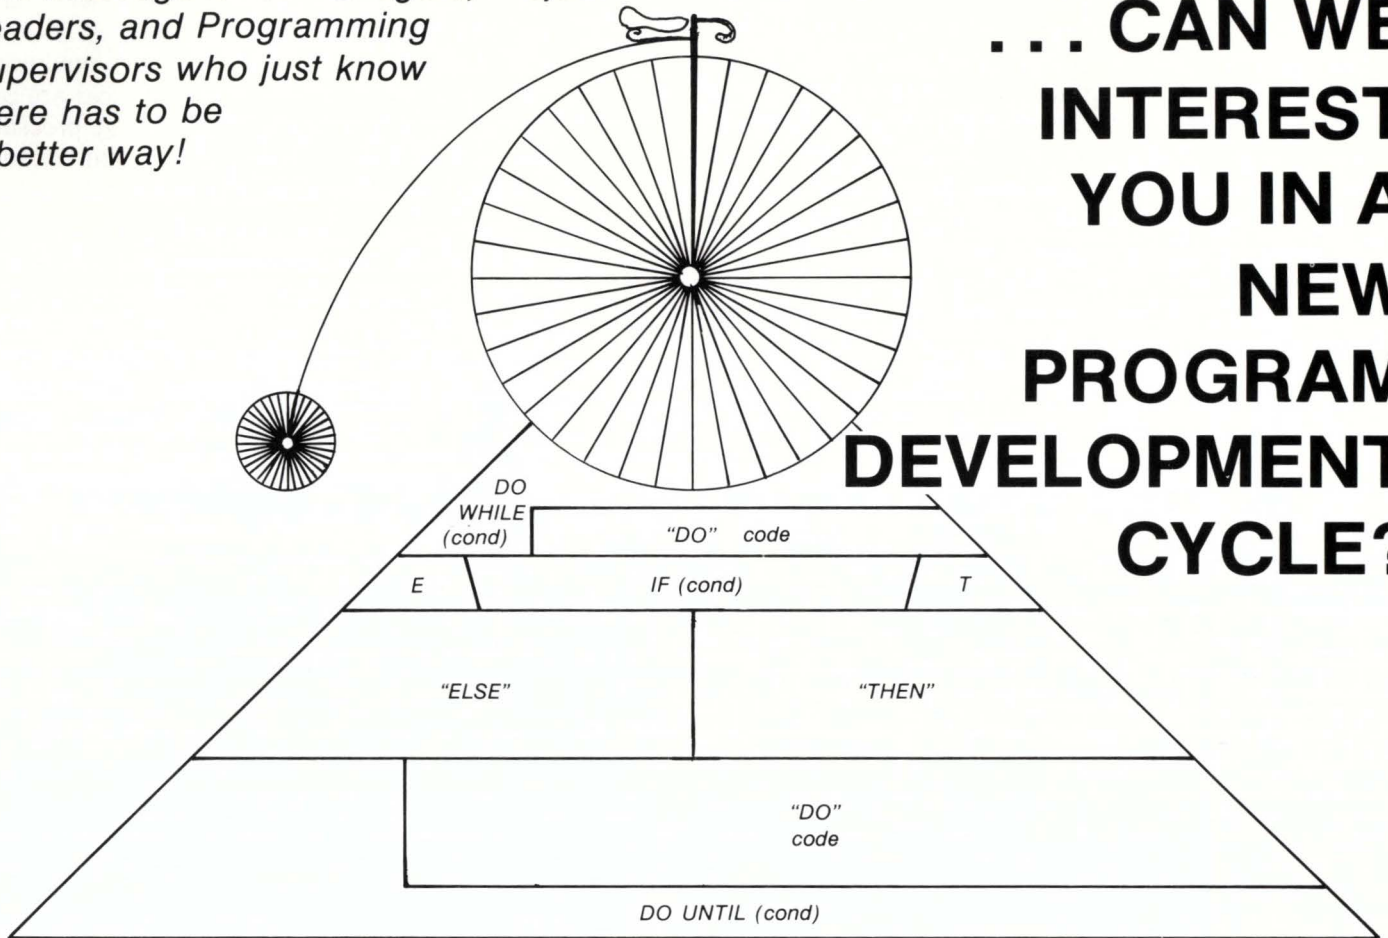 eaders, and Programming
upervisors who just know
ere has to be
better way!
. . . CAN WE
INTEREST
YOU IN A
NEW
PROGRAM
DEVELOPMENT
CYCLE?
DO
WHILE
(cond)
“DO” code
E
IF (cond)
T
“ELSE”
“THEN”
“DO”
code
DO UNTIL (cond)